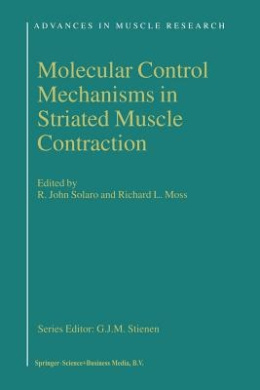 ADVANCES IN MUSCLE RESEARCH
Molecular Control
Mechanisms in
Striated Muscle
Contraction
Edited by
R. John Solaro and Richard L. Moss
Series Editor: G.J.M. Stienen
Springer-Science+Business Media, B.V.